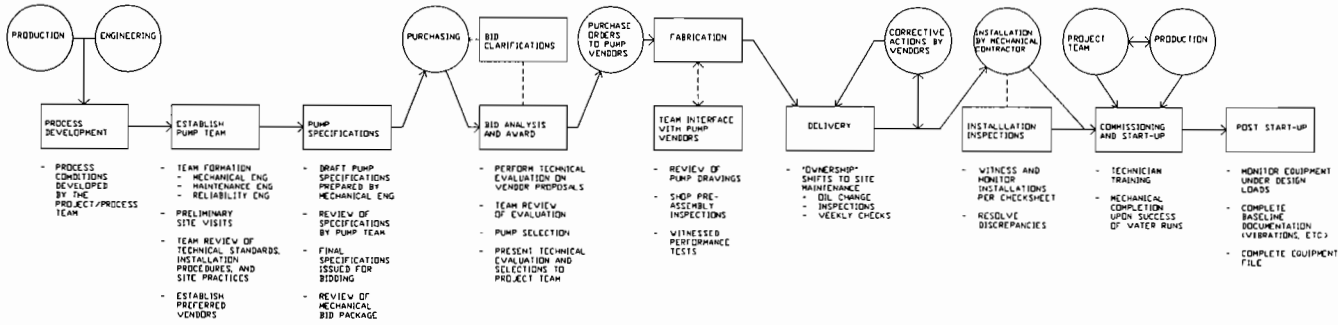 PRODUCTION
ENGINEERING
PROCESS
DEVELOPMENT
- PROCESS
CONDITIONS
DEVELOPED
BY THE
PROJECT/PROCESS
TEAM
ESTABLISH
PUMP TEAM
- TEAM FORMATION
- MECHANICAL ENG
- MAINTENANCE ENG
- RELIABILITY ENG
- PRELIMINARY
SITE VISITS
- TEAM REVIEW OF
TECHNICAL STANDARDS,
INSTALLATION
PROCEDURES, AND
SITE PRACTICES
- ESTABLISH
PREFERRED
VENDORS
PUMP
SPECIFICATIONS
- DRAFT PUMP
SPECIFICATIONS
PREPARED BY
MECHANICAL ENG
- REVIEW OF
SPECIFICATIONS
BY PUMP TEAM
- FINAL
SPECIFICATIONS
ISSUED FOR
BIDDING
- REVIEW OF
MECHANICAL
BID PACKAGE
PURCHASING
BID
CLARIFICATIONS
BID ANALYSIS
AND AWARD
- PERFORM TECHNICAL
EVALUATION ON
VENDOR PROPOSALS
- TEAM REVIEW
OF EVALUATION
- PUMP SELECTION
- PRESENT TECHNICAL
EVALUATION AND
SELECTIONS TO
PROJECT TEAM
PURCHASE
ORDERS
TO PUMP
VENDORS
FABRICATION
TEAM INTERFACE
WITH PUMP
VENDORS
- REVIEW OF
PUMP DRAWINGS
- SHOP PRE-
ASSEMBLY
INSPECTIONS
- WITNESSED
PERFORMANCE
TESTS
DELIVERY
- "OWNERSHIP"
SHIFTS TO SITE
MAINTENANCE
- OIL CHANGE
- INSPECTIONS
- WEEKLY CHECKS
CORRECTIVE
ACTIONS BY
VENDORS
INSTALLATION
BY MECHANICAL
CONTRACTOR
INSTALLLATION
INSPECTIONS
- WITNESS AND
MONITOR
INSTALLATIONS
PER CHECKSHEET
- RESOLVE
DISCREPANCIES
PROJECT
TEAM
PRODUCTION
COMMISSIONING
AND START-UP
- TECHNICIAN
TRAINING
- MECHANICAL
COMPLETION
UPON SUCCESS
OF WATER RUNS
POST START-UP
- MONITOR EQUIPMENT
UNDER DESIGN
LOADS
- COMPLETE
BASELINE
DOCUMENTATION
(VIBRATIONS, ETC)
- COMPLETE EQUIPMENT
FILE